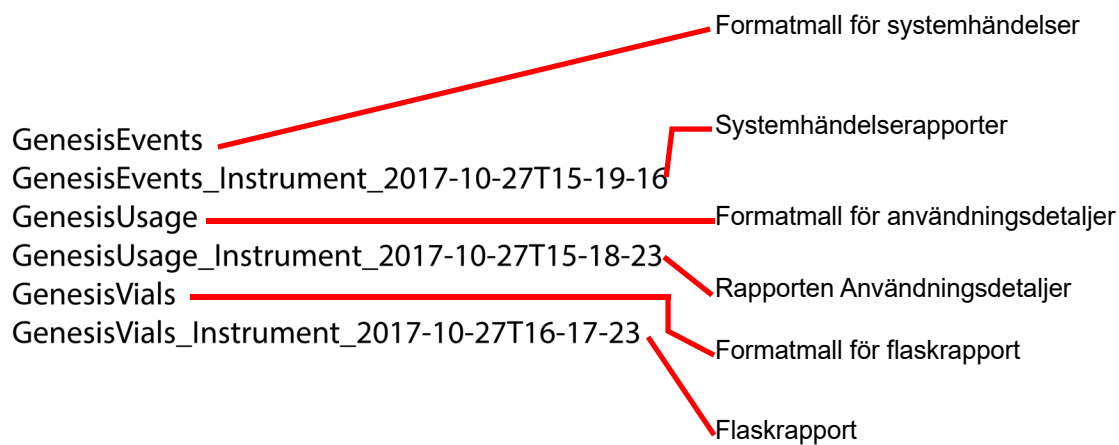 Formatmall för systemhändelser
Systemhändelserapporter
GenesisEvents
GenesisEvents_Instrument_2017-10-27T15-19-16
GenesisUsage
Formatmall för användningsdetaljer
GenesisUsage_Instrument_2017-10-27T15-18-23
Rapporten Användningsdetaljer
GenesisVials
GenesisVials_Instrument_2017-10-27T16-17-23
Formatmall för flaskrapport
Flaskrapport